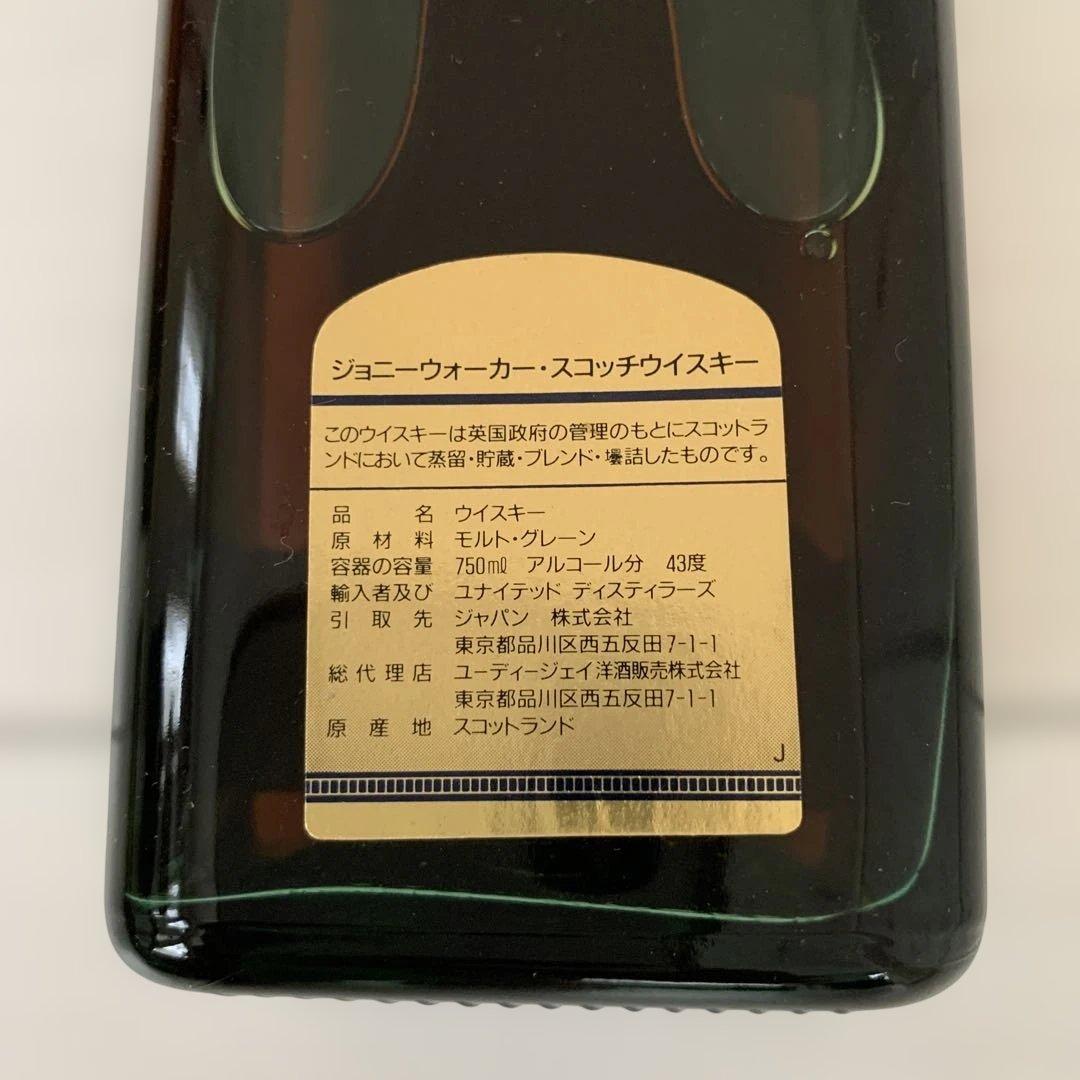 ジョニーウォーカー・スコッチウイスキー
このウイスキーは英国政府の管理のもとにスコットラ
ンドにおいて蒸留・貯蔵・ブレンド・壜詰したものです。
品名 ウイスキー
原材料 モルト・グレーン
容器の容量 750mℓ アルコール分 43度
輸入者及び ユナイテッド ディスティラーズ
引取先 ジャパン 株式会社
東京都品川区西五反田7-1-1
総代理店 ユーディージェイ洋酒販売株式会社
東京都品川区西五反田7-1-1
原産地 スコットランド
J